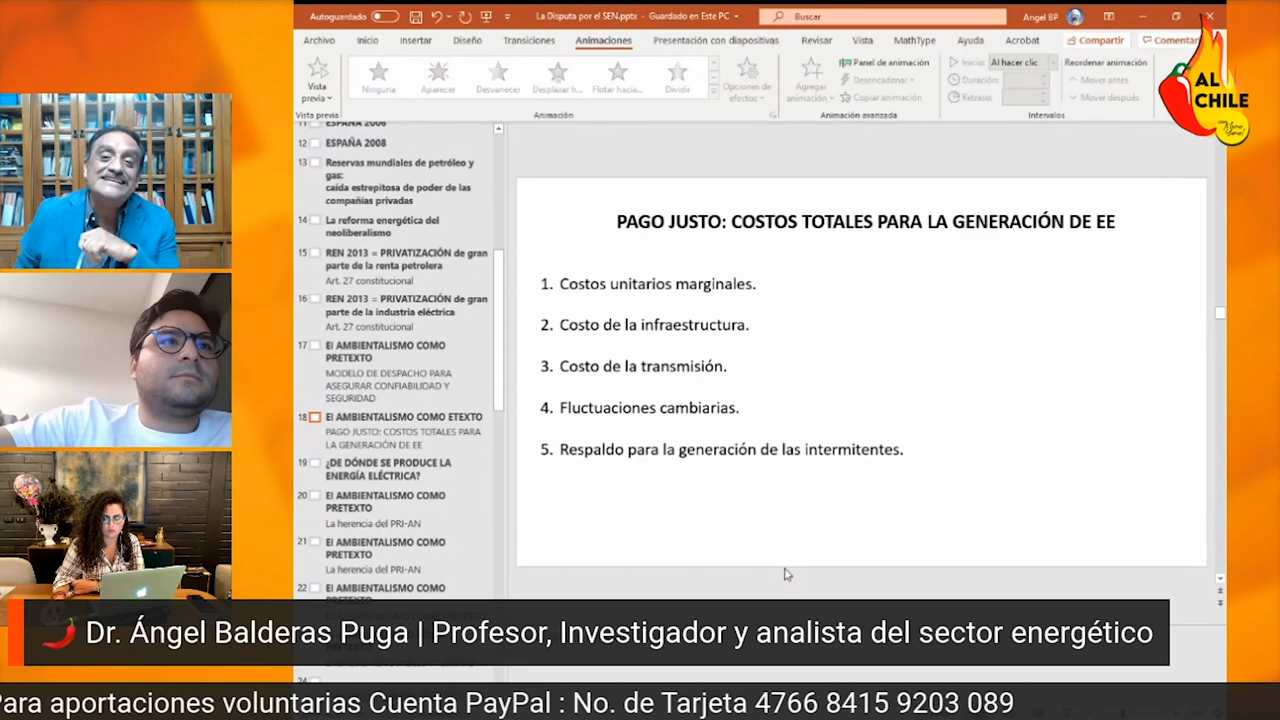 Autoguardado
La Disputa por el SEN.pptx - Guardado en Este PC
Buscar
Angel BP
Archivo
Inicio
Insertar
Diseño
Transiciones
Animaciones
Presentación con diapositivas
Revisar
Vista
MathType
Ayuda
Acrobat
Compartir
Comentar
Vista
previa
Ninguna
Aparecer
Desvanecer
Desplazar h...
Flotar hacia...
Dividir
Opciones de
efectos
Agregar
animación
Panel de animación
Desencadenar
Copiar animación
Inicio: Al hacer clic
Duración:
Retraso:
Reordenar animación
Mover antes
Mover después
Vista previa
Animación
Animación avanzada
Intervalos
AL
CHILE
11 ESPAÑA 2006
12 ESPAÑA 2008
13 Reservas mundiales de petróleo y
gas:
caída estrepitosa de poder de las
compañías privadas
14 La reforma energética del
neoliberalismo
15 REN 2013 = PRIVATIZACIÓN de gran
parte de la renta petrolera
Art. 27 constitucional
16 REN 2013 = PRIVATIZACIÓN de gran
parte de la industria eléctrica
Art. 27 constitucional
17 El AMBIENTALISMO COMO
PRETEXTO
MODELO DE DESPACHO PARA
ASEGURAR CONFIABILIDAD Y
SEGURIDAD
18 El AMBIENTALISMO COMO ETEXTO
PAGO JUSTO: COSTOS TOTALES PARA
LA GENERACIÓN DE EE
19 ¿DE DÓNDE SE PRODUCE LA
ENERGÍA ELÉCTRICA?
20 El AMBIENTALISMO COMO
PRETEXTO
La herencia del PRI-AN
21 El AMBIENTALISMO COMO
PRETEXTO
La herencia del PRI-AN
22 El AMBIENTALISMO COMO
PAGO JUSTO: COSTOS TOTALES PARA LA GENERACIÓN DE EE
1. Costos unitarios marginales.
2. Costo de la infraestructura.
3. Costo de la transmisión.
4. Fluctuaciones cambiarias.
5. Respaldo para la generación de las intermitentes.
Dr. Ángel Balderas Puga | Profesor, Investigador y analista del sector energético
Para aportaciones voluntarias Cuenta PayPal : No. de Tarjeta 4766 8415 9203 089